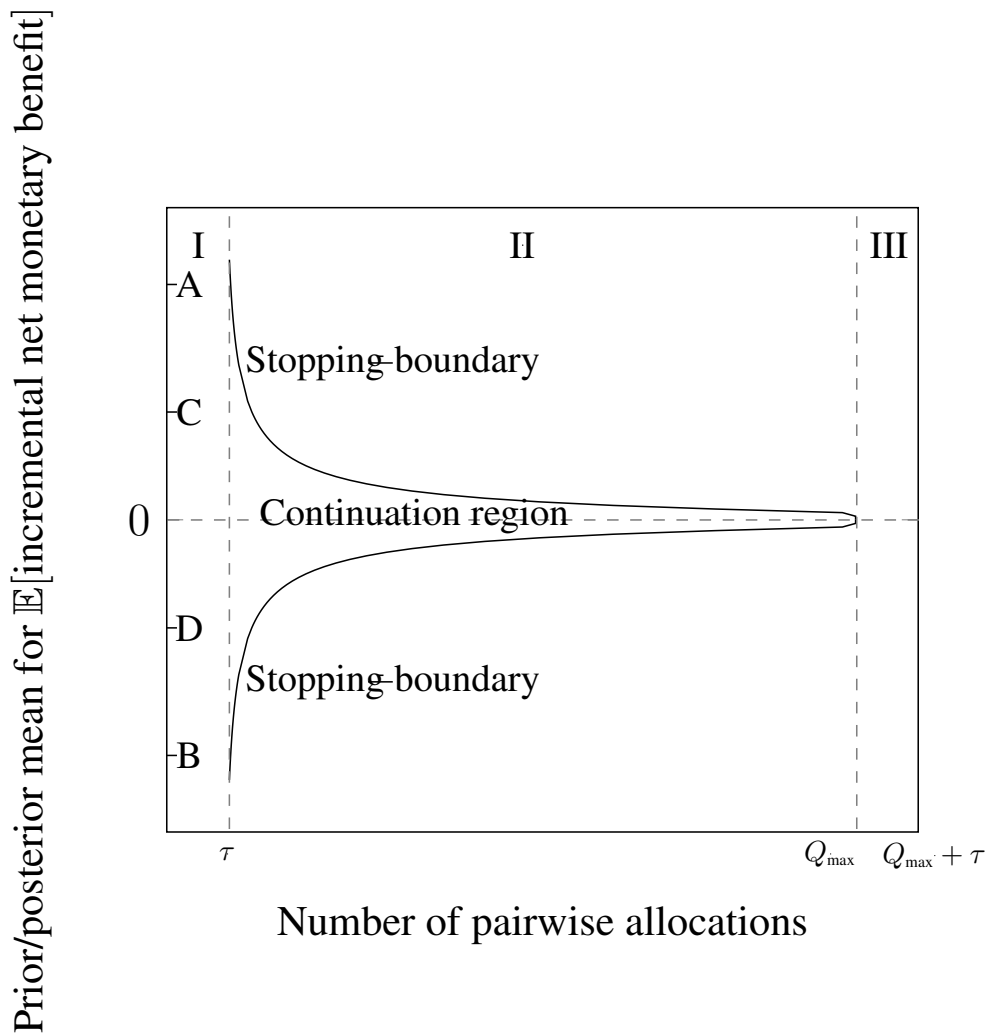 Prior/posterior mean for 𝔼[incremental net monetary benefit]
I
II
III
A
Stopping boundary
C
Continuation region
0
D
Stopping boundary
B
τ
Q_max
Q_max + τ
Number of pairwise allocations